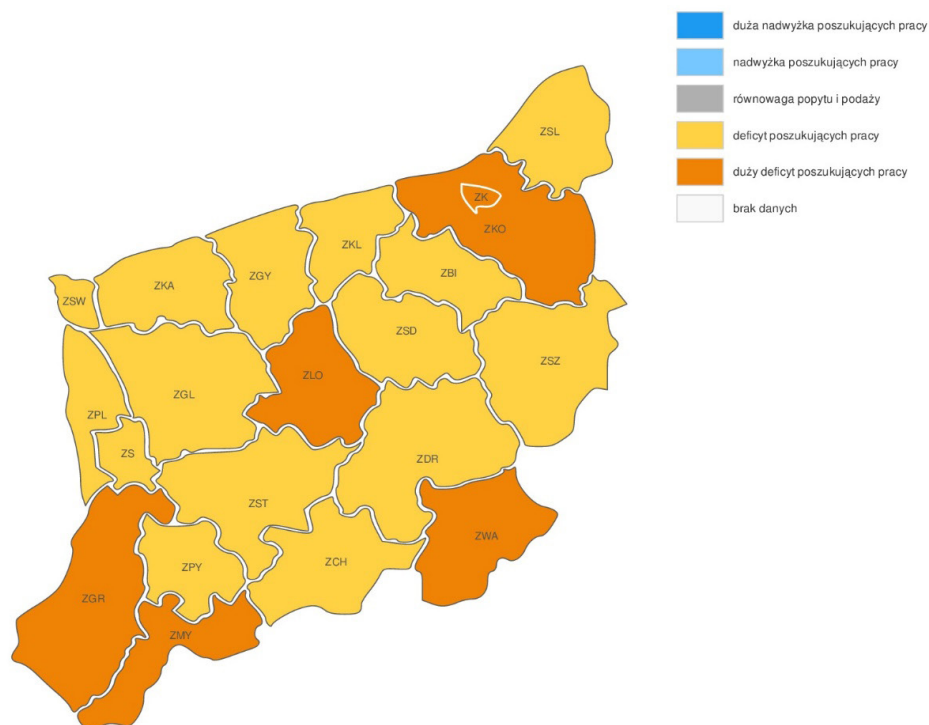 duża nadwyżka poszukujących pracy
nadwyżka poszukujących pracy
równowaga popytu i podaży
deficyt poszukujących pracy
duży deficyt poszukujących pracy
brak danych
ZSL
ZK
ZKO
ZKL
ZGY
ZBI
ZKA
ZSW
ZSD
ZSZ
ZLO
ZGL
ZPL
ZS
ZDR
ZST
ZWA
ZCH
ZPY
ZGR
ZMY